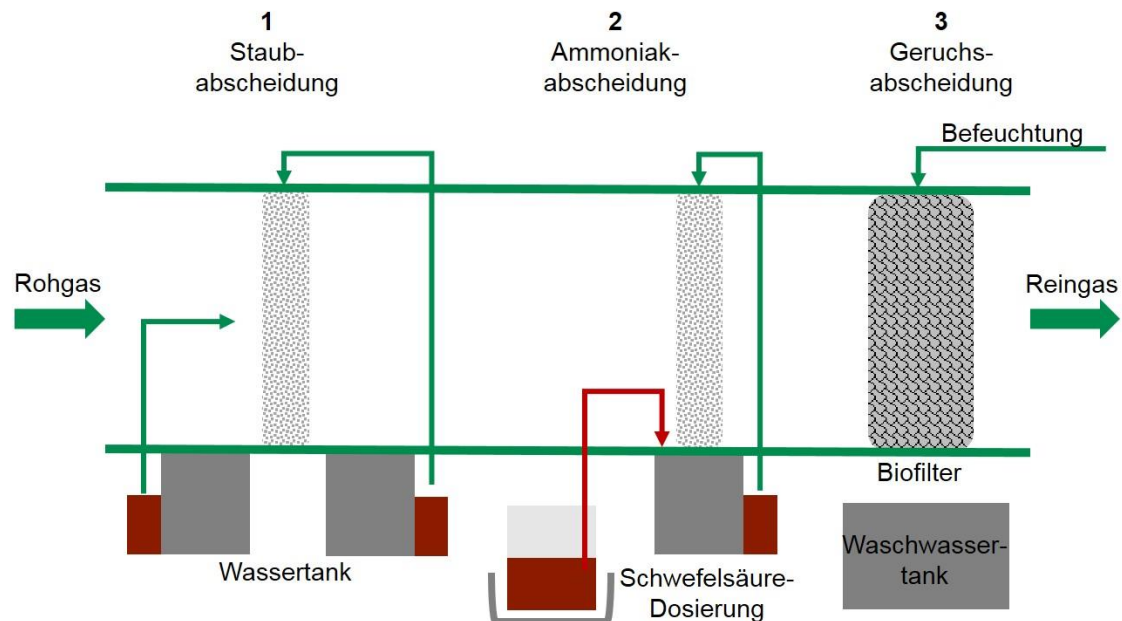 1
Staub-
abscheidung
2
Ammoniak-
abscheidung
3
Geruchs-
abscheidung
Befeuchtung
Rohgas
Reingas
Biofilter
Wassertank
Schwefelsäure-
Dosierung
Waschwasser-
tank